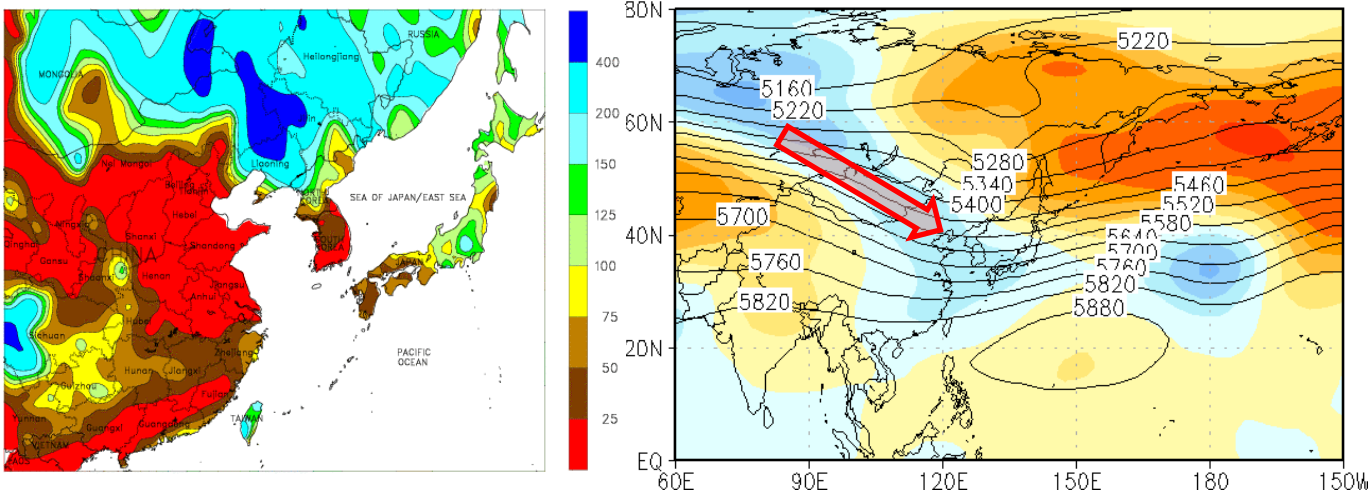 RUSSIA
Heilongjiang
MONGOLIA
Jilin
Liaoning
Nei Mongol
Beijing
Tianjin
NORTH
KOREA
SEA OF JAPAN/EAST SEA
Hebei
Ningxia
Shanxi
Shandong
SOUTH
KOREA
Qinghai
CHINA
Gansu
Shaanxi
Henan
Jiangsu
JAPAN
Anhui
Hubei
Sichuan
Zhejiang
PACIFIC
OCEAN
Hunan
Jiangxi
Guizhou
Fujian
Yunnan
Guangxi
Guangdong
TAIWAN
VIETNAM
LAOS
400
200
150
125
100
75
50
25
80N
60N
40N
20N
EQ
5220
5160
5220
5280
5340
5400
5460
5520
5580
5640
5700
5700
5760
5760
5820
5820
5880
60E
90E
120E
150E
180
150W